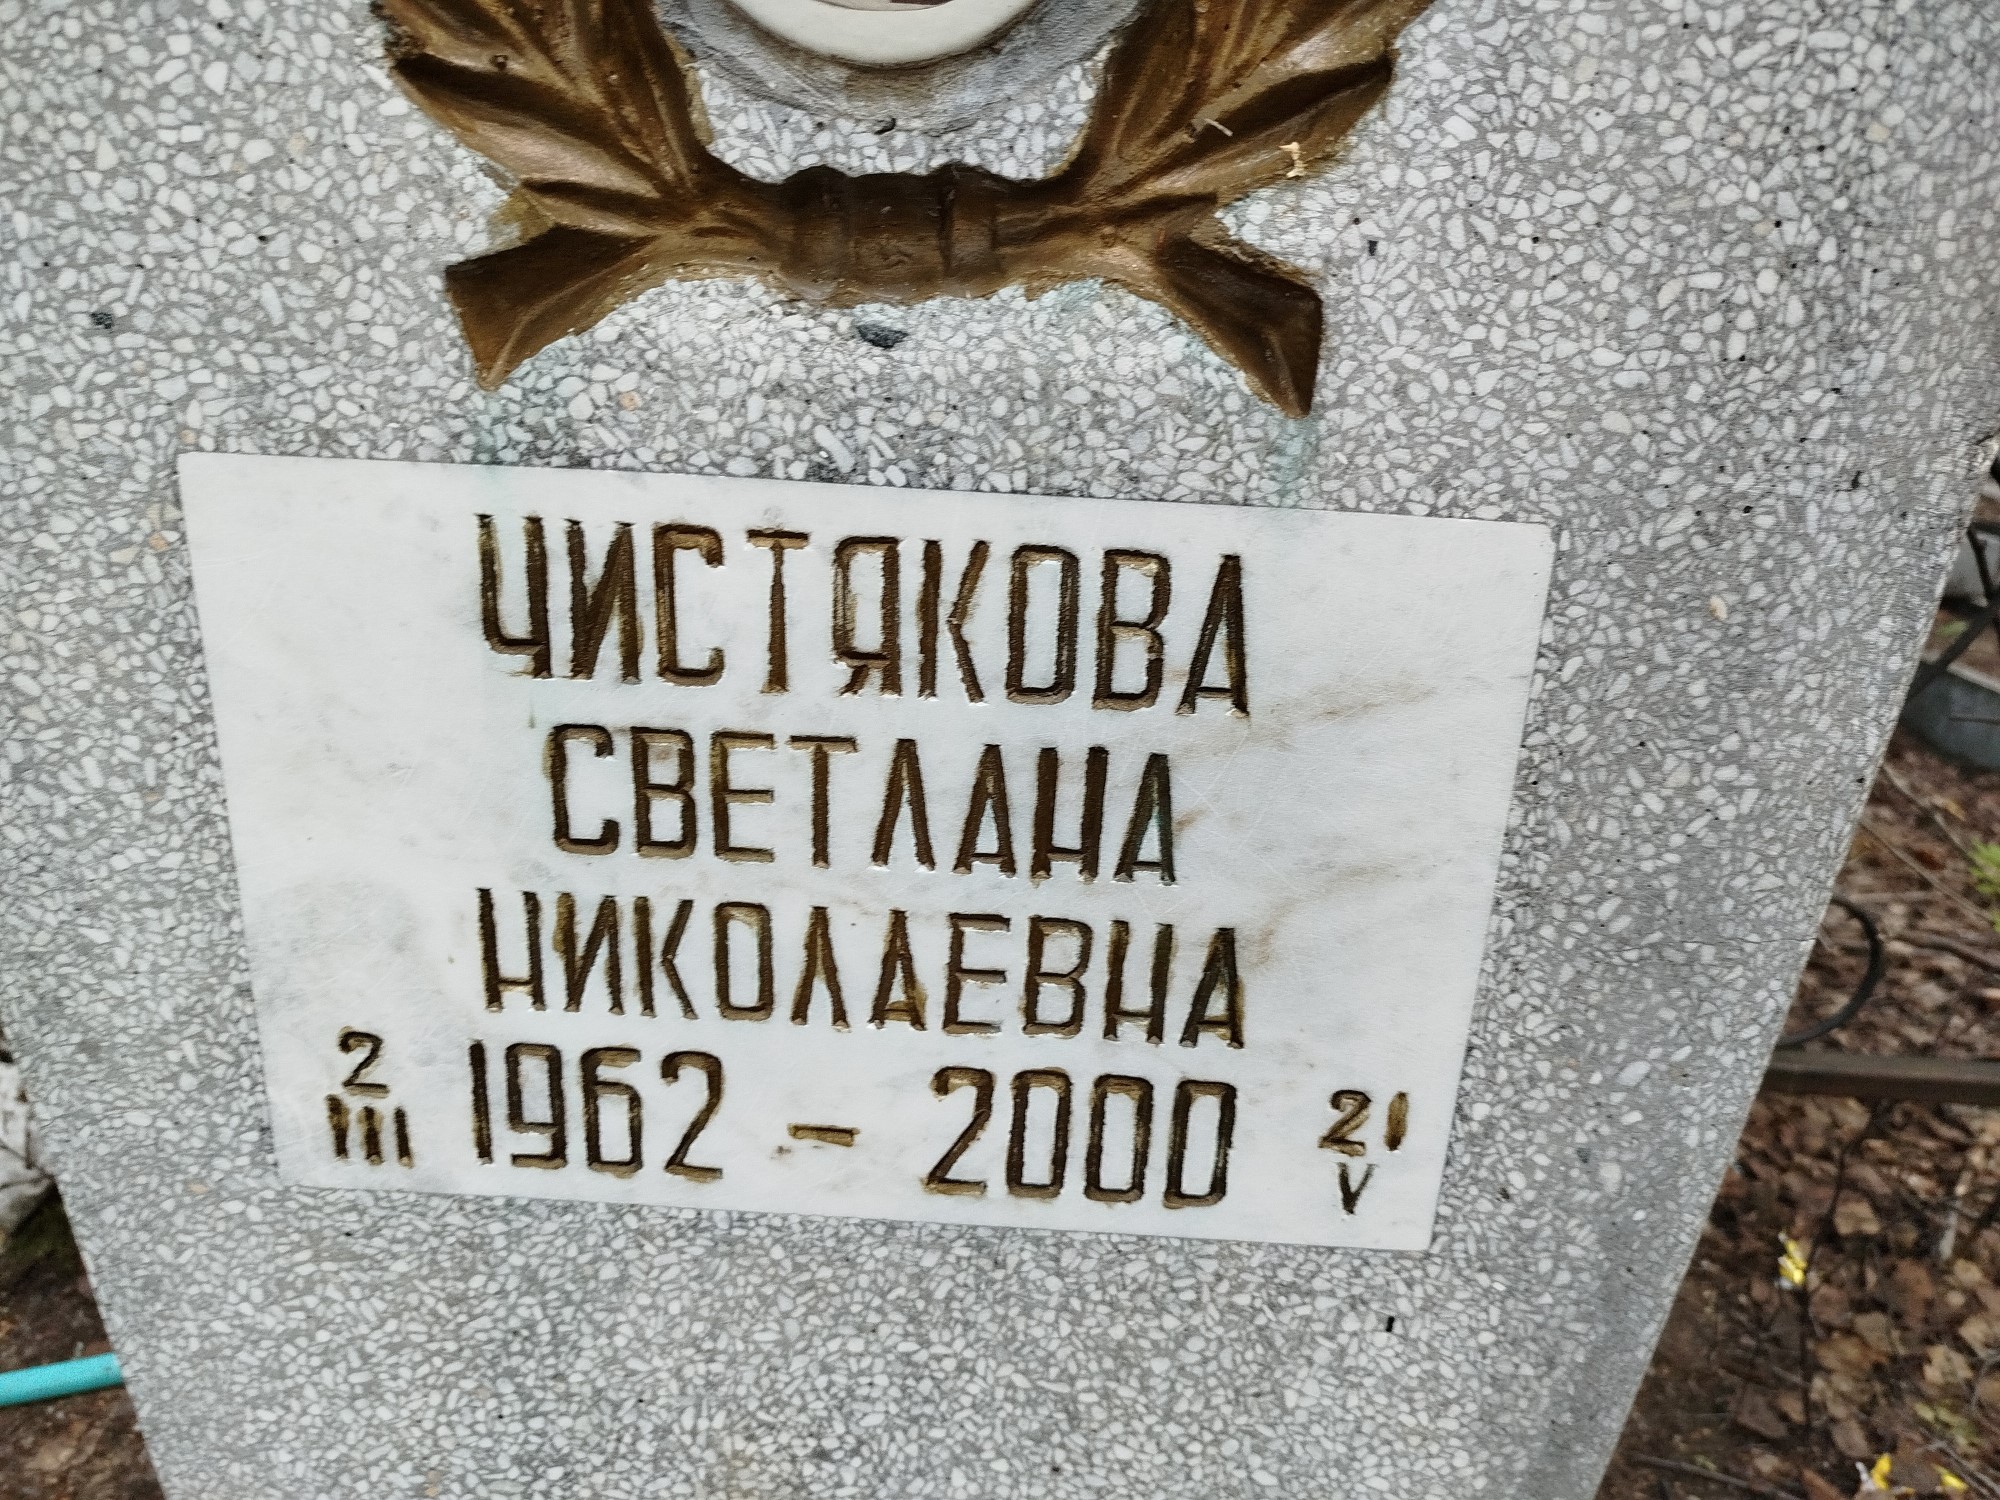 ЧИСТЯКОВА
СВЕТЛАНА
НИКОЛАЕВНА
2 III 1962 – 2000 21 V